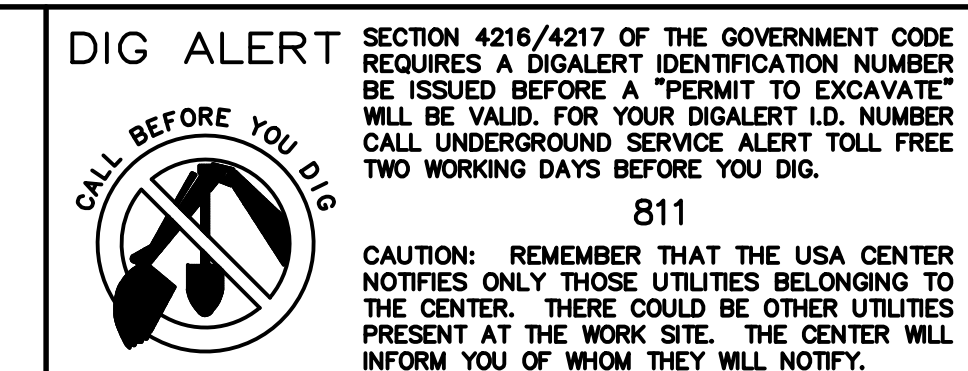 DIG ALERT
CALL BEFORE YOU DIG
SECTION 4216/4217 OF THE GOVERNMENT CODE
REQUIRES A DIGALERT IDENTIFICATION NUMBER
BE ISSUED BEFORE A "PERMIT TO EXCAVATE"
WILL BE VALID. FOR YOUR DIGALERT I.D. NUMBER
CALL UNDERGROUND SERVICE ALERT TOLL FREE
TWO WORKING DAYS BEFORE YOU DIG.
811
CAUTION: REMEMBER THAT THE USA CENTER
NOTIFIES ONLY THOSE UTILITIES BELONGING TO
THE CENTER. THERE COULD BE OTHER UTILITIES
PRESENT AT THE WORK SITE. THE CENTER WILL
INFORM YOU OF WHOM THEY WILL NOTIFY.